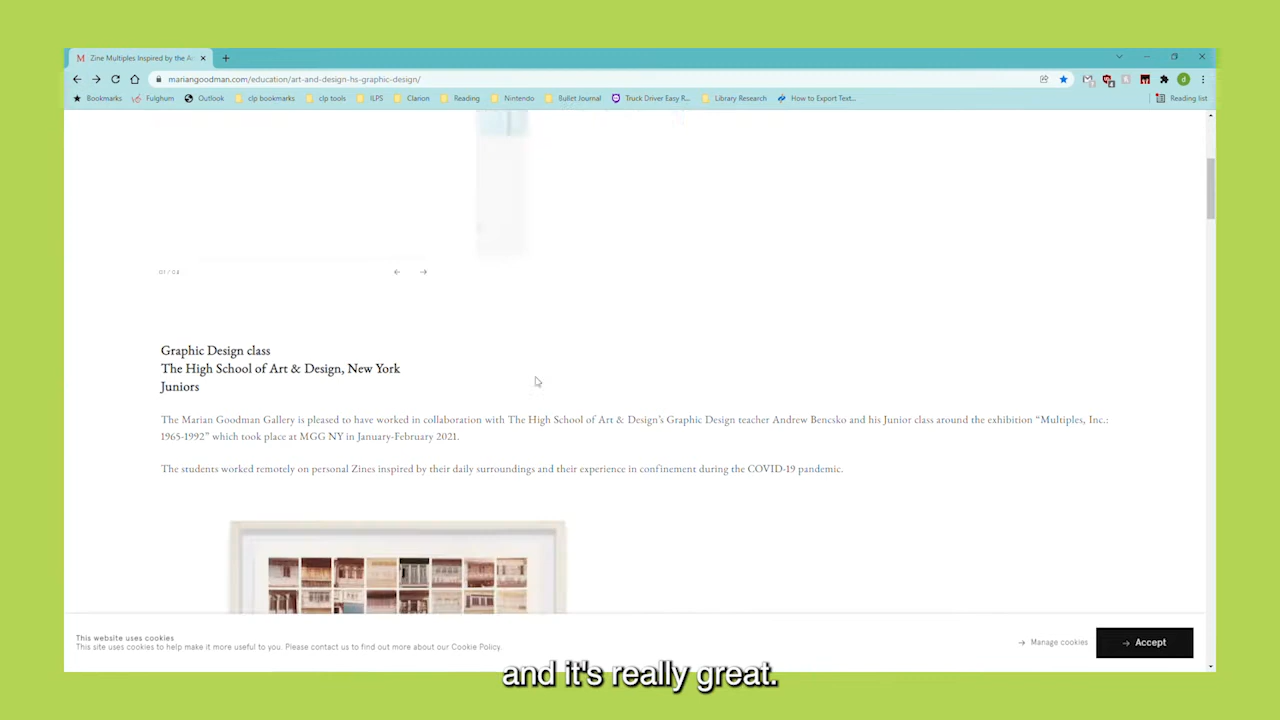 Zine Multiples Inspired by the A
mariangoodman.com/education/art-and-design-hs-graphic-design/
Bookmarks Fulghum Outlook clp bookmarks clp tools ILPS Clarion Reading Nintendo Bullet Journal Truck Driver Easy R... Library Research How to Export Text... Reading list
01 / 02
Graphic Design class
The High School of Art & Design, New York
Juniors
The Marian Goodman Gallery is pleased to have worked in collaboration with The High School of Art & Design's Graphic Design teacher Andrew Bencsko and his Junior class around the exhibition “Multiples, Inc.:
1965-1992” which took place at MGG NY in January-February 2021.
The students worked remotely on personal Zines inspired by their daily surroundings and their experience in confinement during the COVID-19 pandemic.
This website uses cookies
This site uses cookies to help make it more useful to you. Please contact us to find out more about our Cookie Policy.
→ Manage cookies
→ Accept
and it's really great.